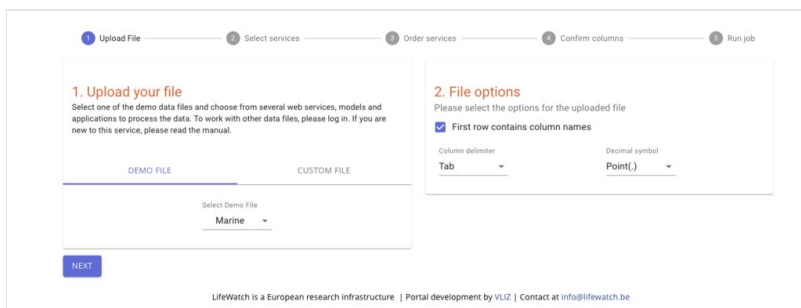 1 Upload File 2 Select services 3 Order services 4 Confirm columns 5 Run job
1. Upload your file
Select one of the demo data files and choose from several web services, models and
applications to process the data. To work with other data files, please log in. If you are
new to this service, please read the manual.
DEMO FILE CUSTOM FILE
Select Demo File
Marine
2. File options
Please select the options for the uploaded file
First row contains column names
Column delimiter Decimal symbol
Tab Point(.)
NEXT
LifeWatch is a European research infrastructure | Portal development by VLIZ | Contact at info@lifewatch.be